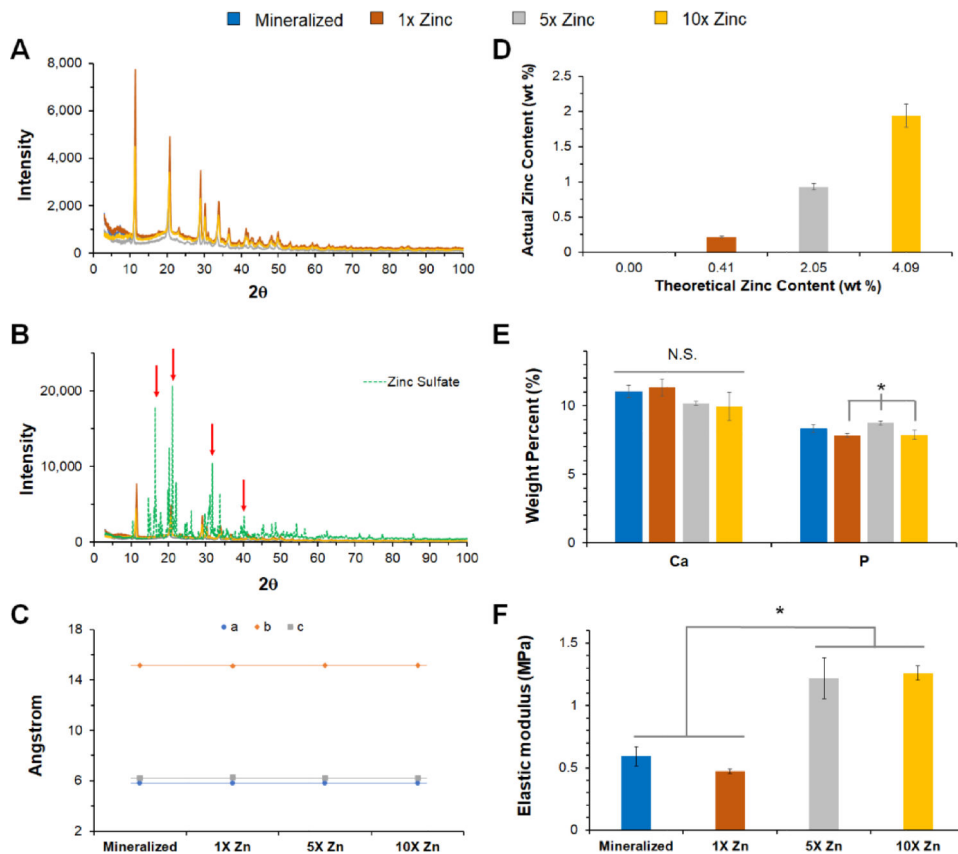 Mineralized 1x Zinc 5x Zinc 10x Zinc
A
8,000
6,000
4,000
2,000
0
Intensity
0 10 20 30 40 50 60 70 80 90 100
2θ
D
2.5
2
1.5
1
0.5
0
Actual Zinc Content (wt %)
0.00 0.41 2.05 4.09
Theoretical Zinc Content (wt %)
B
20,000
10,000
0
Intensity
Zinc Sulfate
0 10 20 30 40 50 60 70 80 90 100
2θ
E
15
10
5
0
Weight Percent (%)
N.S.
*
Ca P
C
18
14
10
6
2
Angstrom
a b c
Mineralized 1X Zn 5X Zn 10X Zn
F
1.5
1
0.5
0
Elastic modulus (MPa)
*
Mineralized 1X Zn 5X Zn 10X Zn